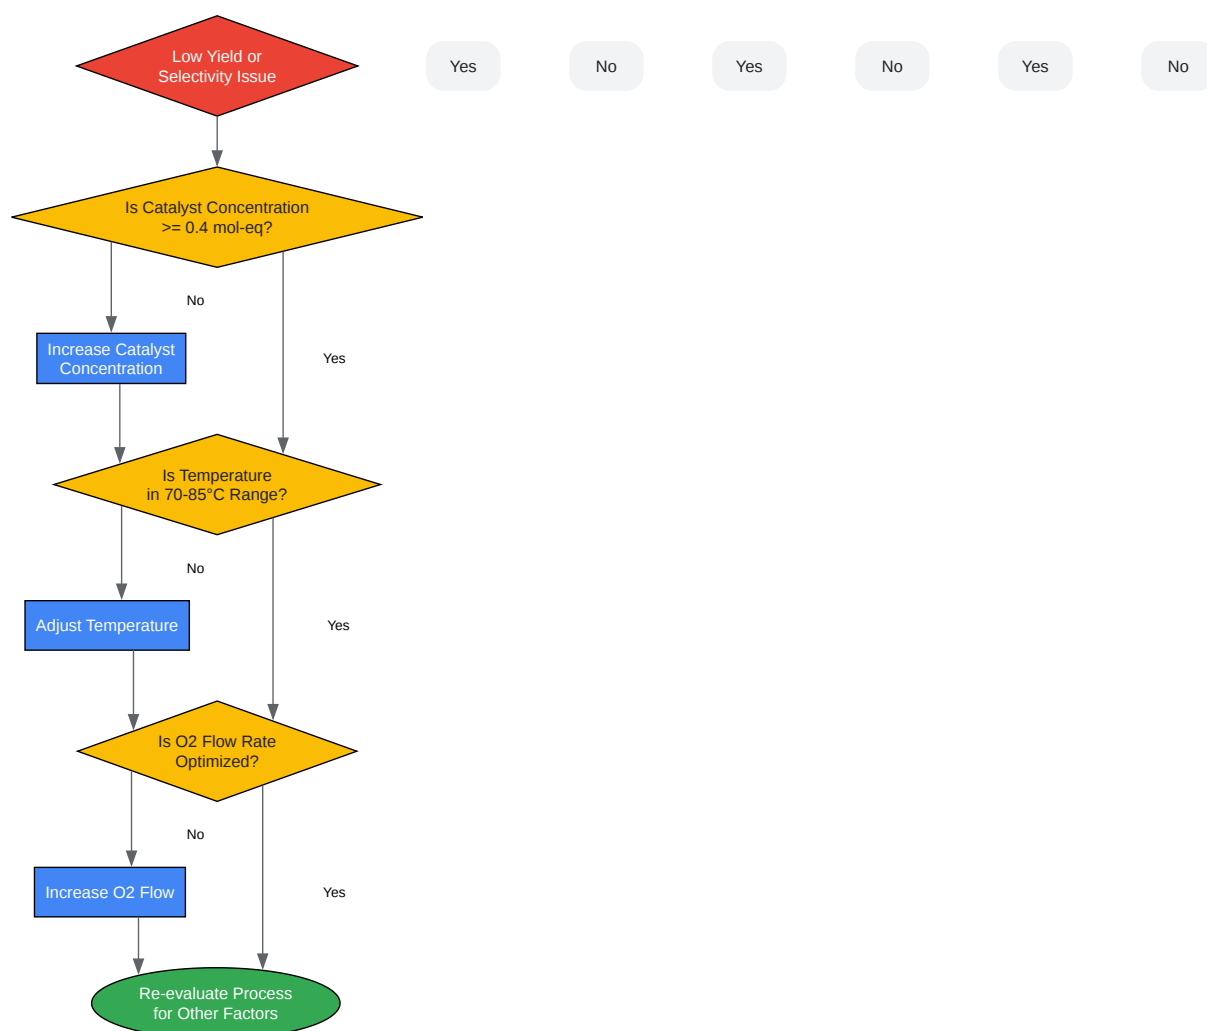 Low Yield or
Selectivity Issue
Yes
No
Yes
No
Yes
No
Is Catalyst Concentration
>= 0.4 mol-eq?
No
Increase Catalyst
Concentration
Yes
Is Temperature
in 70-85°C Range?
No
Adjust Temperature
Yes
Is O2 Flow Rate
Optimized?
No
Increase O2 Flow
Yes
Re-evaluate Process
for Other Factors